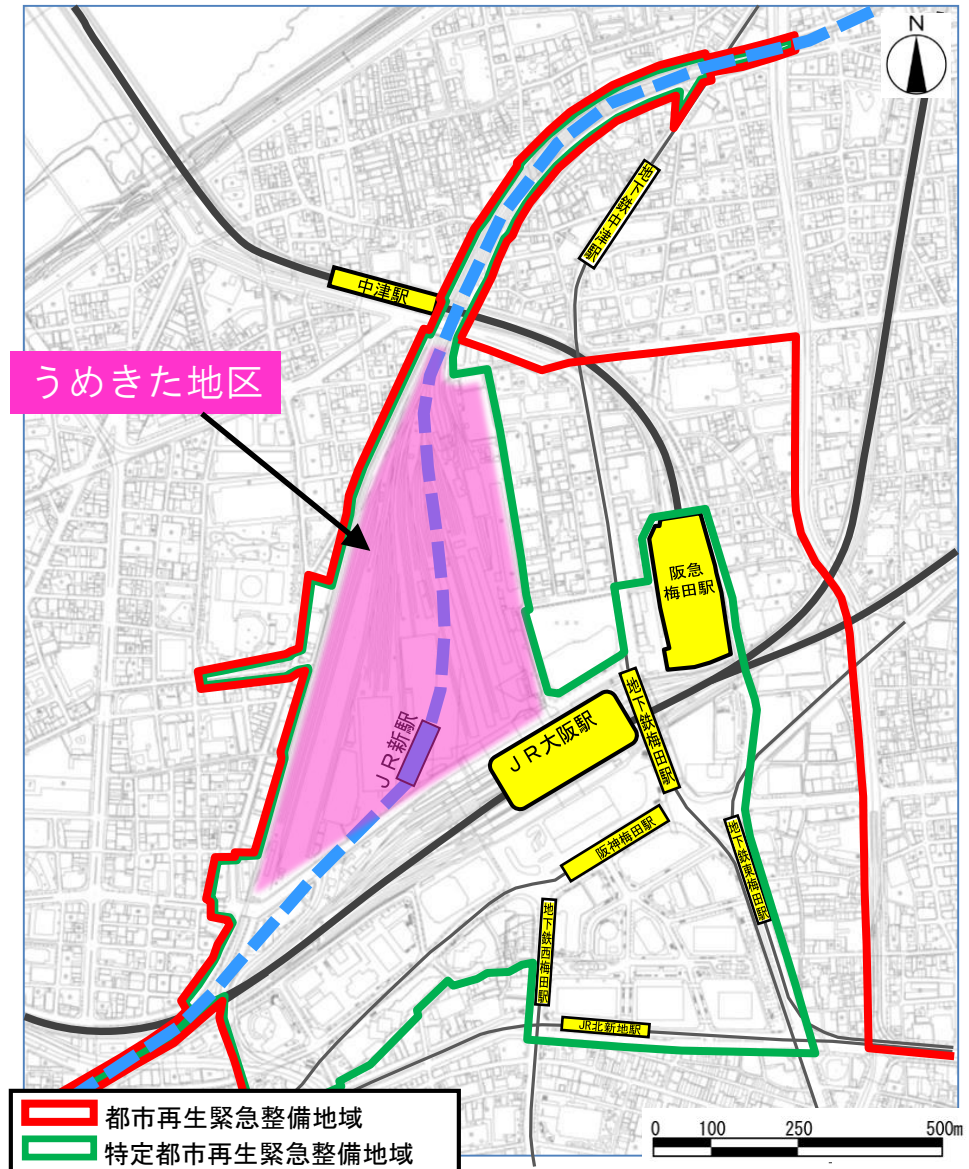 N
地下鉄中津駅
中津駅
うめきた地区
阪急
梅田駅
JR新駅
JR大阪駅
地下鉄梅田駅
阪神梅田駅
地下鉄東梅田駅
地下鉄西梅田駅
JR北新地駅
都市再生緊急整備地域
特定都市再生緊急整備地域
0 100 250 500m